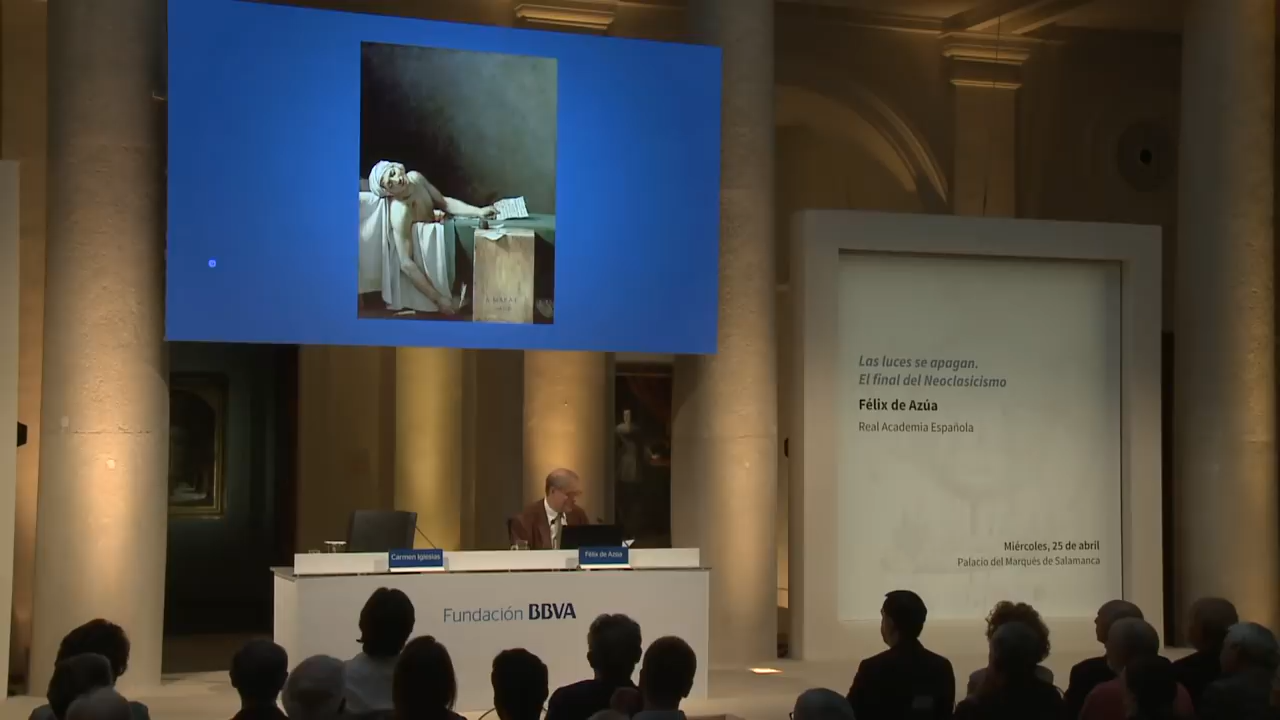 Las luces se apagan.
El final del Neoclasicismo
Félix de Azúa
Real Academia Española
Miércoles, 25 de abril
Palacio del Marqués de Salamanca
Carmen Iglesias
Félix de Azúa
Fundación BBVA